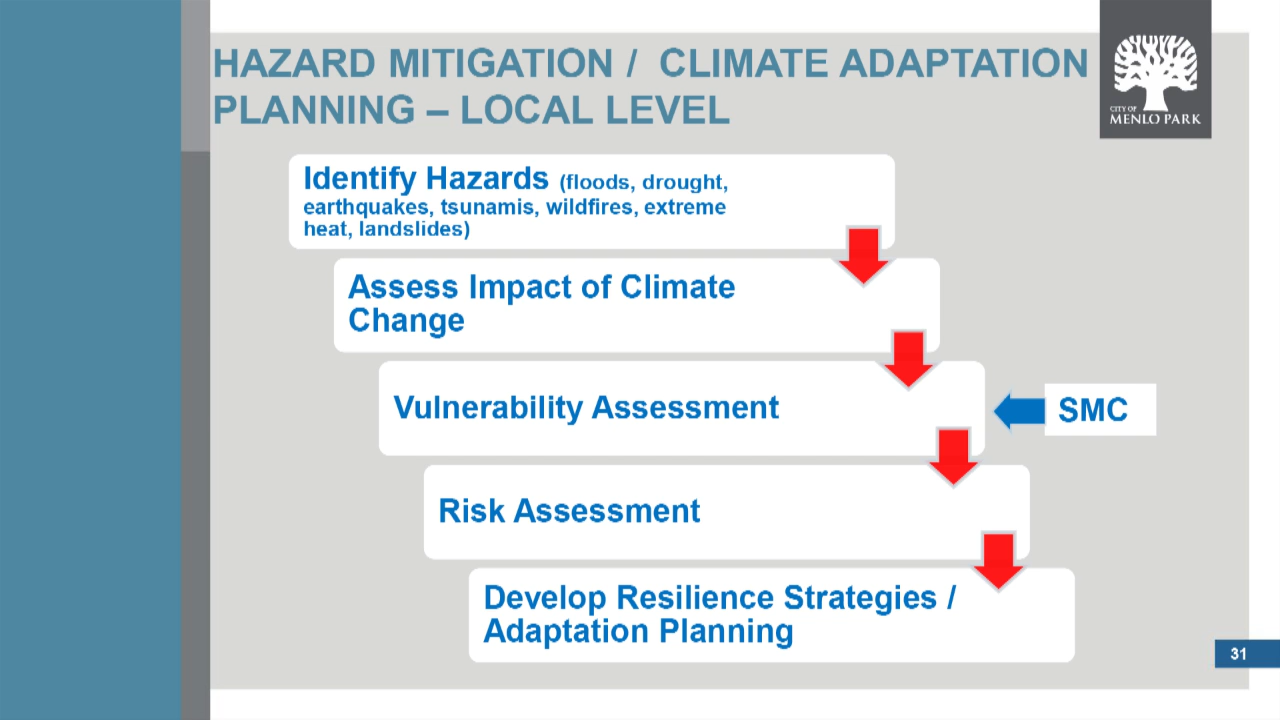 HAZARD MITIGATION / CLIMATE ADAPTATION
PLANNING – LOCAL LEVEL
CITY OF
MENLO PARK
Identify Hazards (floods, drought,
earthquakes, tsunamis, wildfires, extreme
heat, landslides)
Assess Impact of Climate
Change
Vulnerability Assessment
SMC
Risk Assessment
Develop Resilience Strategies /
Adaptation Planning
31